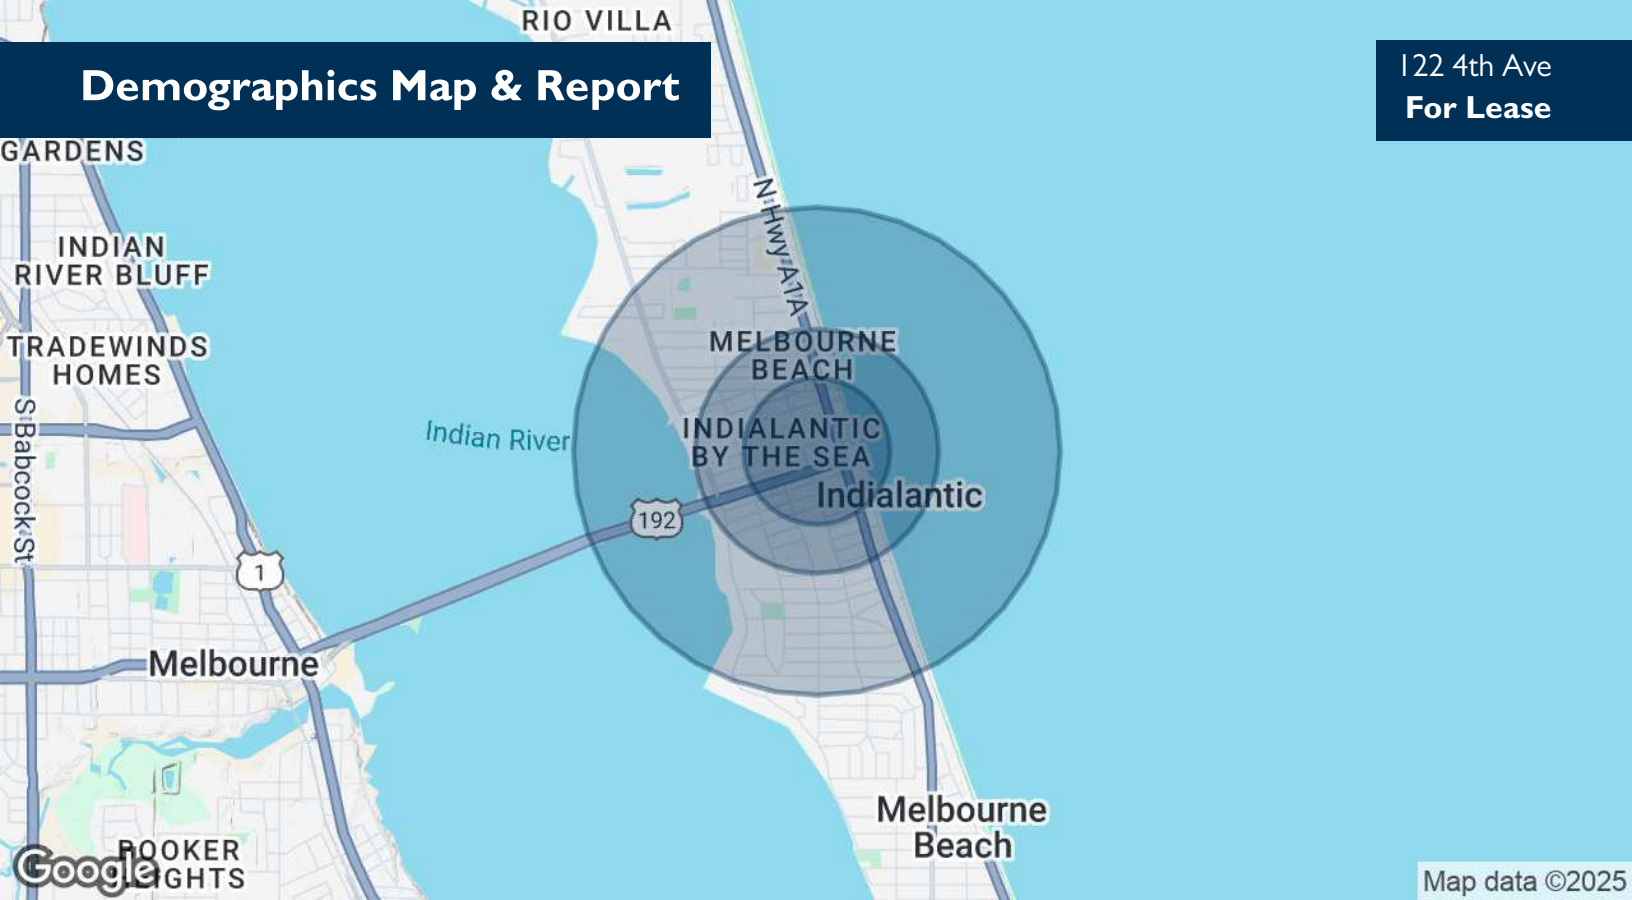 RIO VILLA
Demographics Map & Report
122 4th Ave
For Lease
GARDENS
N Hwy A1A
INDIAN
RIVER BLUFF
TRADEWINDS
HOMES
MELBOURNE
BEACH
S Babcock St
Indian River
INDIALANTIC
BY THE SEA
Indialantic
192
1
Melbourne
Melbourne
Beach
ROOKER
HEIGHTS
Google
Map data ©2025